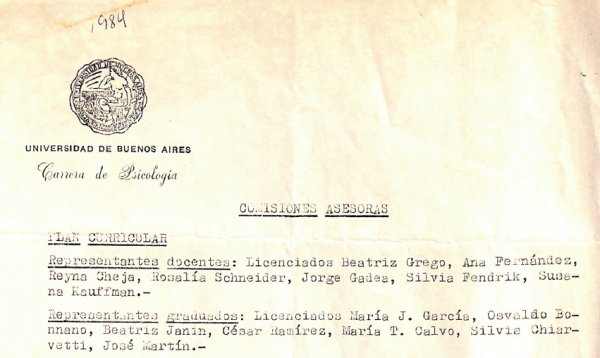 1984
UNIVERSIDAD DE BUENOS AIRES
Carrera de Psicología
COMISIONES ASESORAS
PLAN CURRICULAR
Representantes docentes: Licenciados Beatriz Grego, Ana Fernández,
Reyna Cheja, Rosalía Schneider, Jorge Gadea, Silvia Fendrik, Susa-
na Kauffman.-
Representantes graduados: Licenciados María J. García, Osvaldo Bo-
nnano, Beatriz Janin, César Ramírez, María T. Calvo, Silvia Chiar-
vetti, José Martín.-